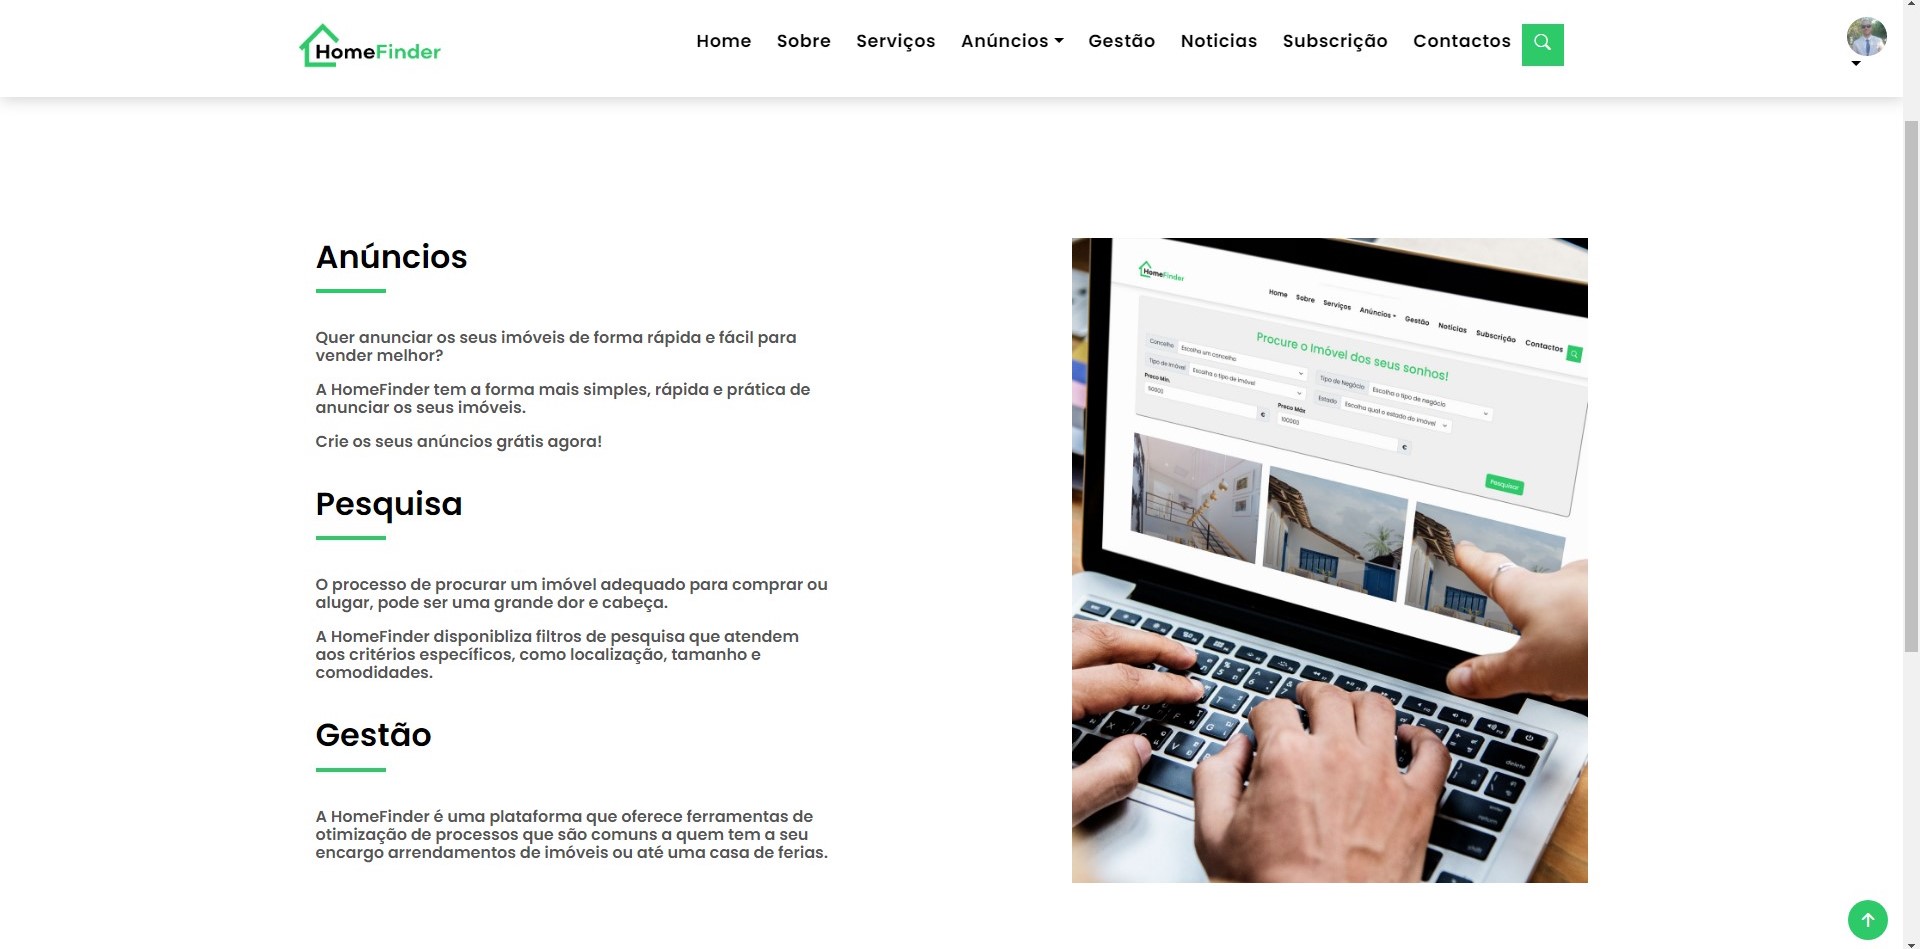 HomeFinder
Home Sobre Serviços Anúncios Gestão Noticias Subscrição Contactos
Anúncios
Quer anunciar os seus imóveis de forma rápida e fácil para
vender melhor?
A HomeFinder tem a forma mais simples, rápida e prática de
anunciar os seus imóveis.
Crie os seus anúncios grátis agora!
Pesquisa
O processo de procurar um imóvel adequado para comprar ou
alugar, pode ser uma grande dor e cabeça.
A HomeFinder disponibliza filtros de pesquisa que atendem
aos critérios específicos, como localização, tamanho e
comodidades.
Gestão
A HomeFinder é uma plataforma que oferece ferramentas de
otimização de processos que são comuns a quem tem a seu
encargo arrendamentos de imóveis ou até uma casa de ferias.
HomeFinder
Home Sobre Serviços Anúncios Gestão Noticias Subscrição Contactos
Procure o Imóvel dos seus sonhos!
Concelho Escolha um concelho
Tipo de Negócio Escolha o tipo de negócio
Tipo de Imóvel Escolha o tipo de imóvel
Estado Escolha qual o estado do imóvel
Preco Min.
50000 €
Preco Máx
100000 €
Pesquisar
delete
return
shift